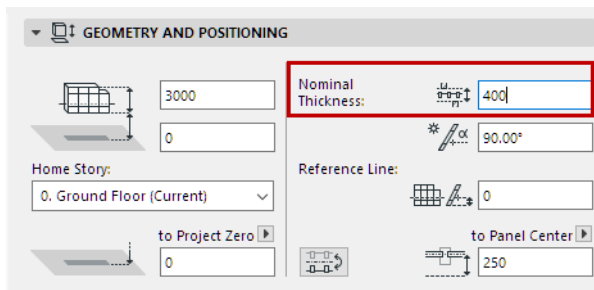 GEOMETRY AND POSITIONING
3000
0
Home Story:
0. Ground Floor (Current)
to Project Zero
0
Nominal
Thickness:
400
α
90.00°
Reference Line:
0
to Panel Center
250